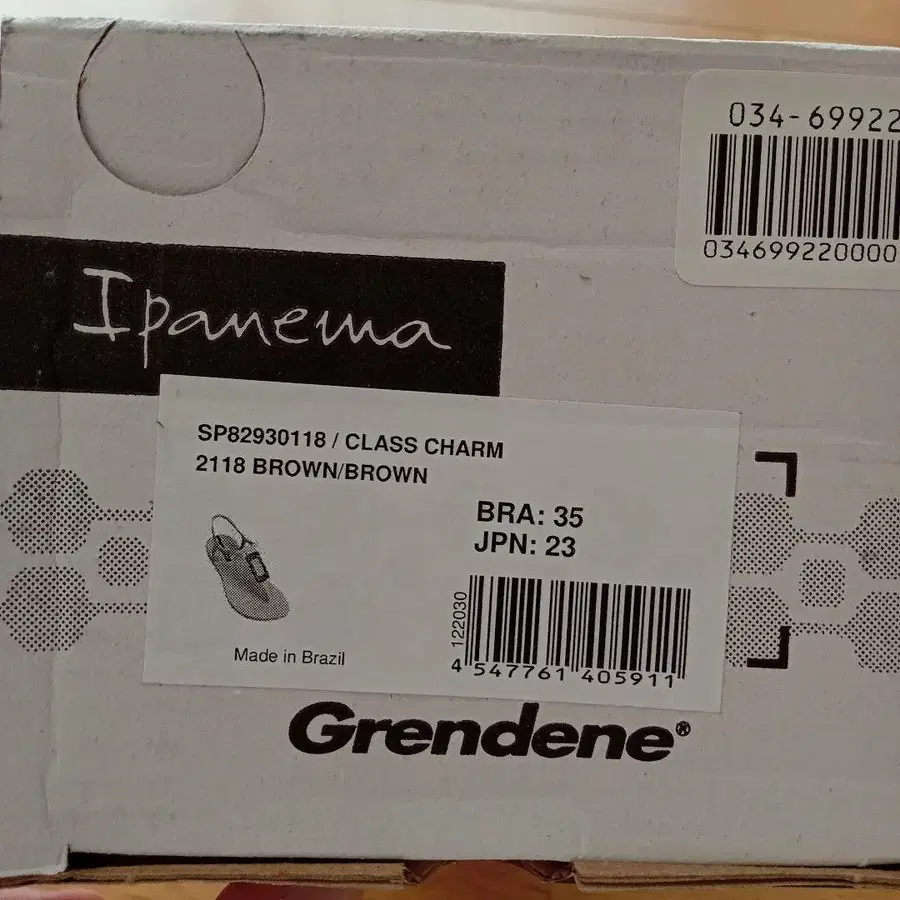 034-69922
034699220000
Ipanema
SP82930118 / CLASS CHARM
2118 BROWN/BROWN
BRA: 35
JPN: 23
122030
Made in Brazil
4 547761 405911
Grendene®